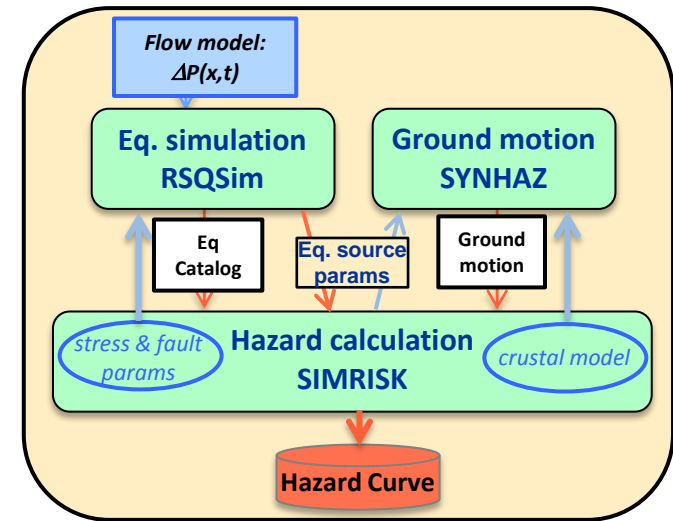 Flow model:
ΔP(x,t)
Eq. simulation
RSQSim
Ground motion
SYNHAZ
Eq
Catalog
Eq. source
params
Ground
motion
stress & fault
params
Hazard calculation
SIMRISK
crustal model
Hazard Curve